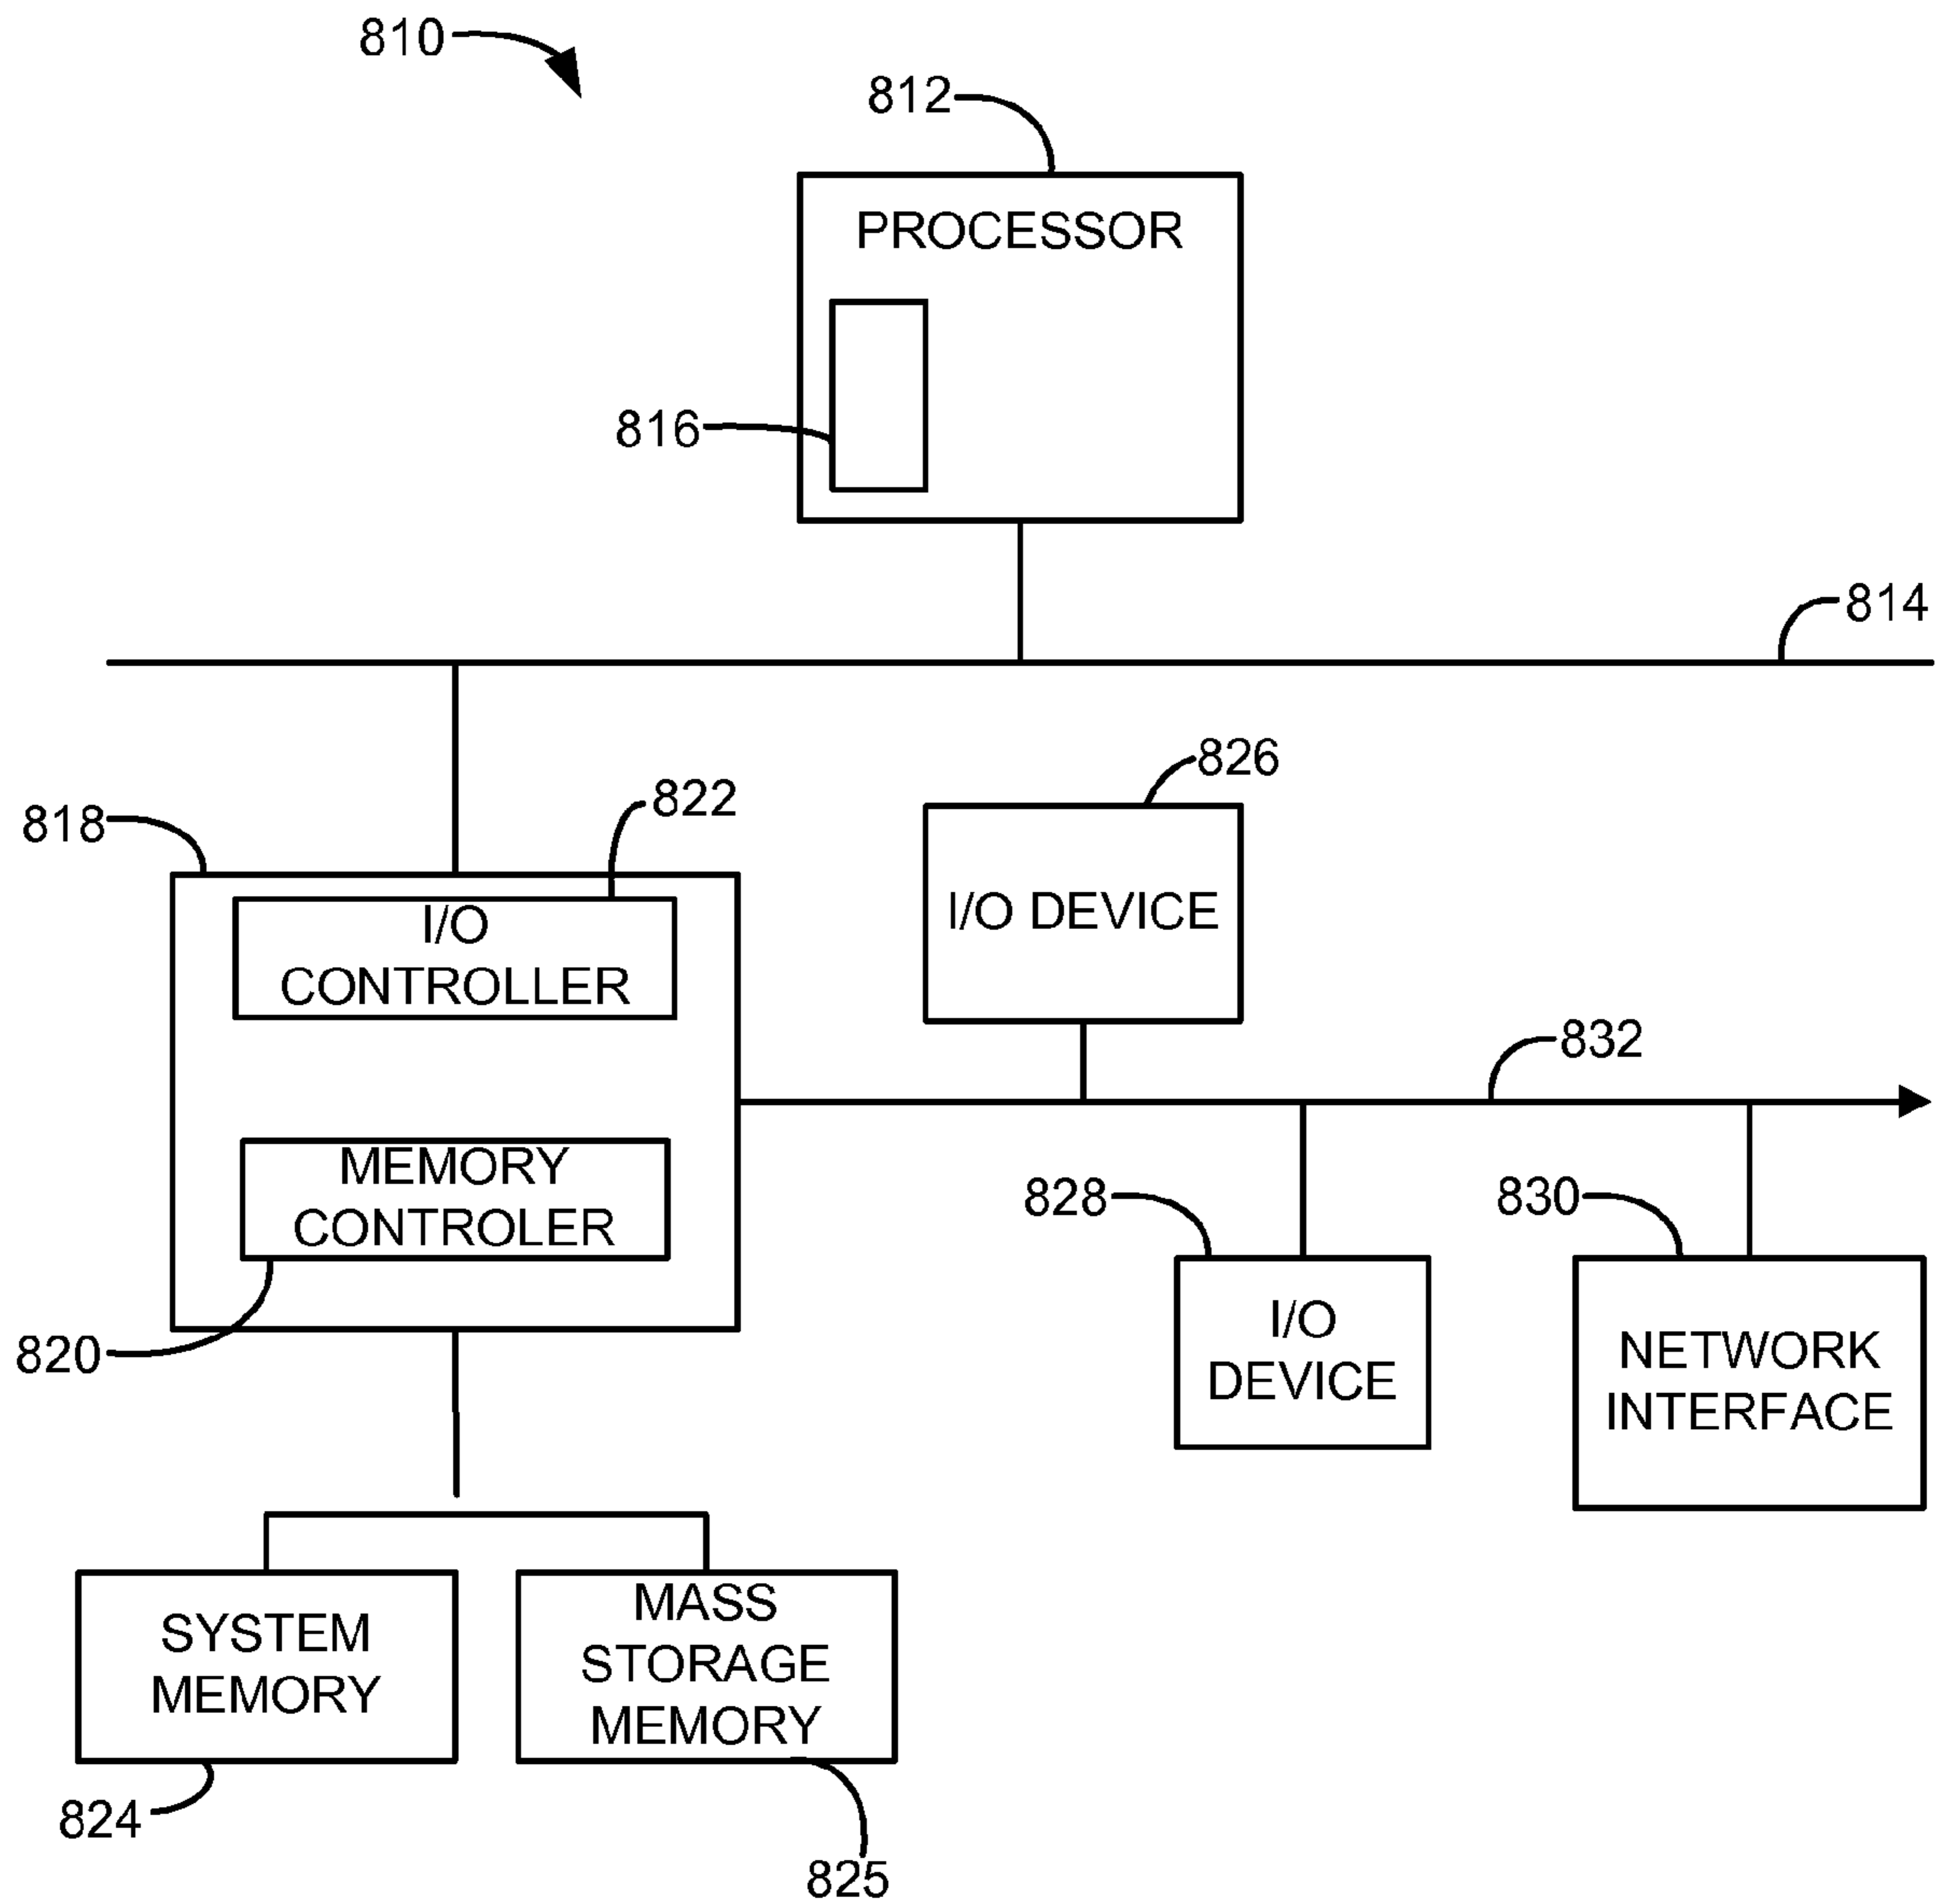 810
812
PROCESSOR
816
814
826
822
818
I/O
CONTROLLER
I/O DEVICE
832
MEMORY
CONTROLER
828
830
820
I/O
DEVICE
NETWORK
INTERFACE
SYSTEM
MEMORY
MASS
STORAGE
MEMORY
824
825